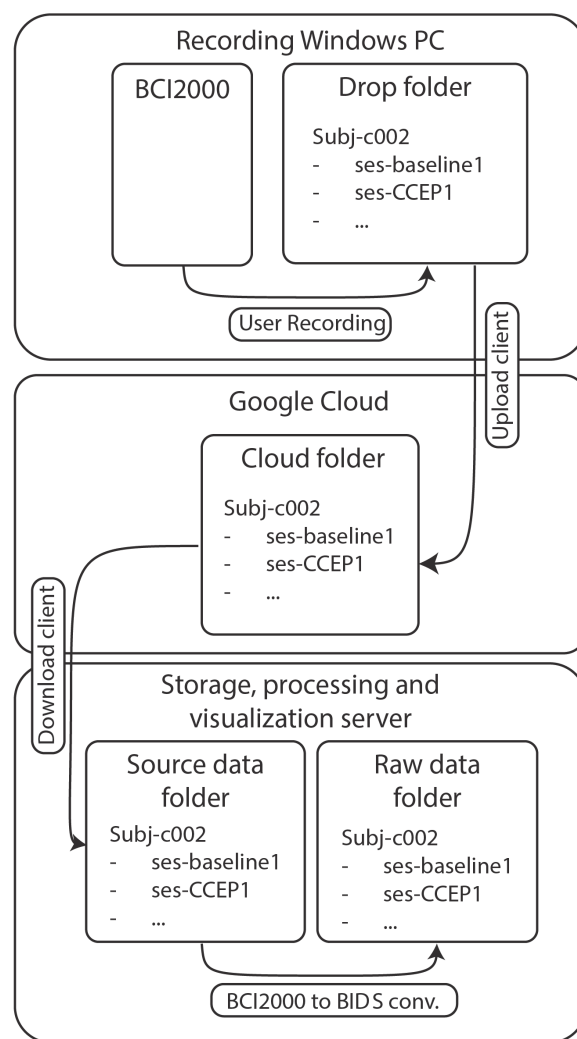 Recording Windows PC
BCI2000
Drop folder
Subj-c002
- ses-baseline1
- ses-CCEP1
- ...
User Recording
Upload client
Google Cloud
Cloud folder
Subj-c002
- ses-baseline1
- ses-CCEP1
- ...
Download client
Storage, processing and
visualization server
Source data
folder
Subj-c002
- ses-baseline1
- ses-CCEP1
- ...
Raw data
folder
Subj-c002
- ses-baseline1
- ses-CCEP1
- ...
BCI2000 to BIDS conv.